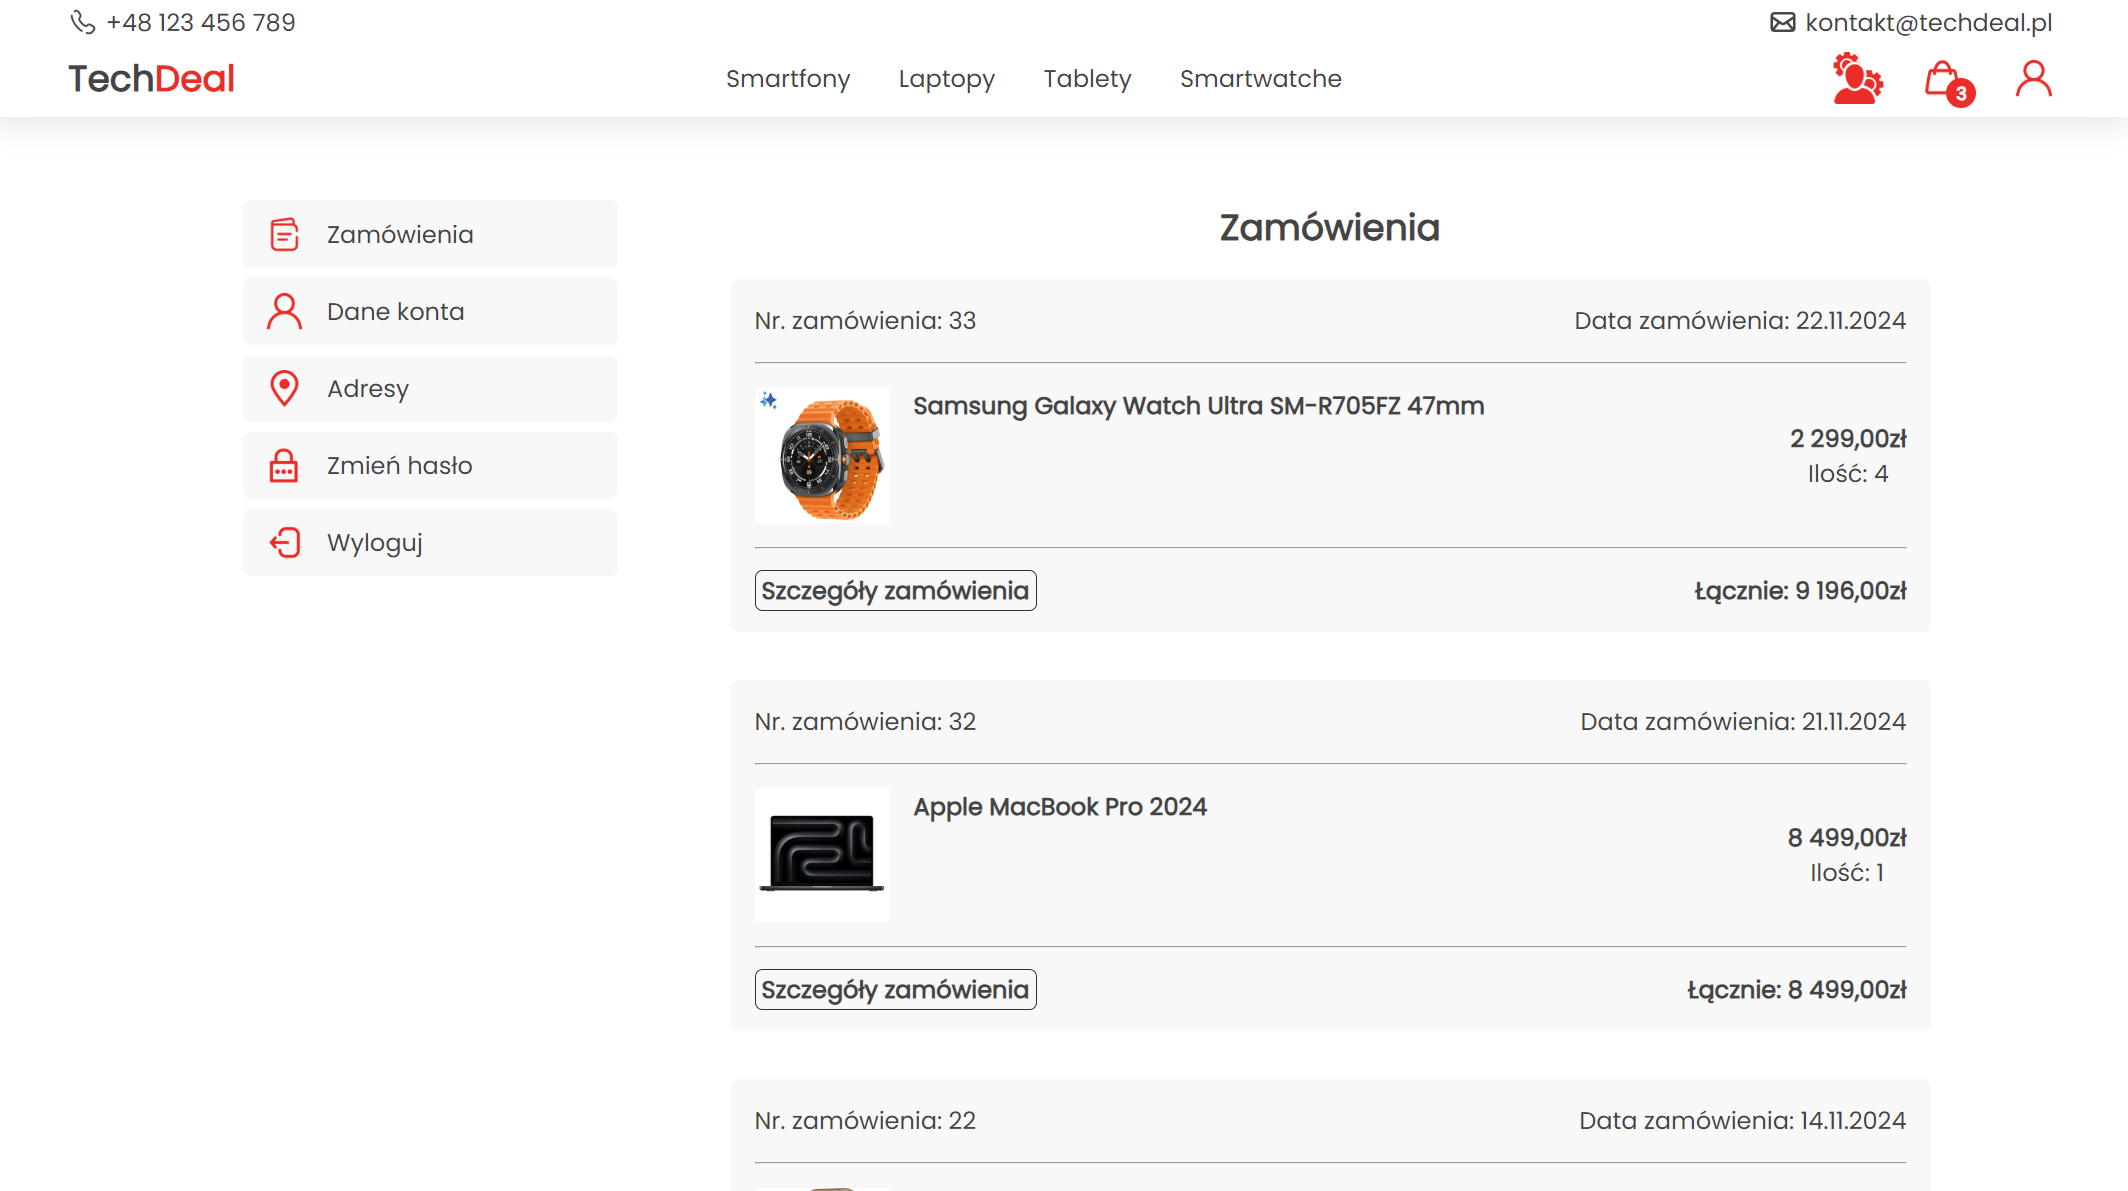 +48 123 456 789
kontakt@techdeal.pl
TechDeal
Smartfony
Laptopy
Tablety
Smartwatche
3
Zamówienia
Dane konta
Adresy
Zmień hasło
Wyloguj
Zamówienia
Nr. zamówienia: 33
Data zamówienia: 22.11.2024
Samsung Galaxy Watch Ultra SM-R705FZ 47mm
2 299,00zł
Ilość: 4
Szczegóły zamówienia
Łącznie: 9 196,00zł
Nr. zamówienia: 32
Data zamówienia: 21.11.2024
Apple MacBook Pro 2024
8 499,00zł
Ilość: 1
Szczegóły zamówienia
Łącznie: 8 499,00zł
Nr. zamówienia: 22
Data zamówienia: 14.11.2024